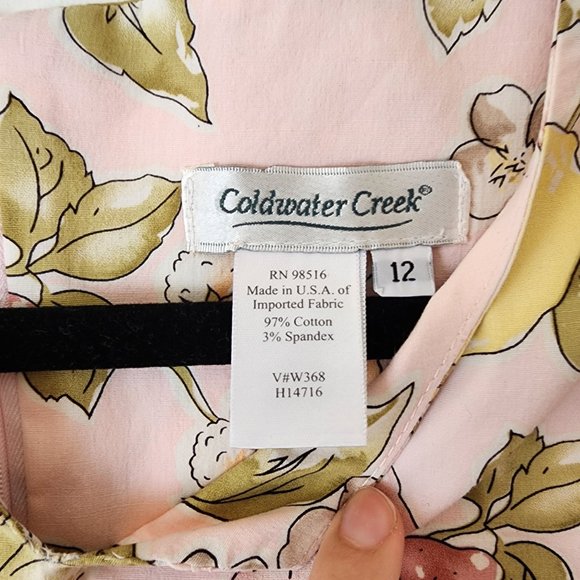 Coldwater Creek®
12
RN 98516
Made in U.S.A. of
Imported Fabric
97% Cotton
3% Spandex
V#W368
H14716